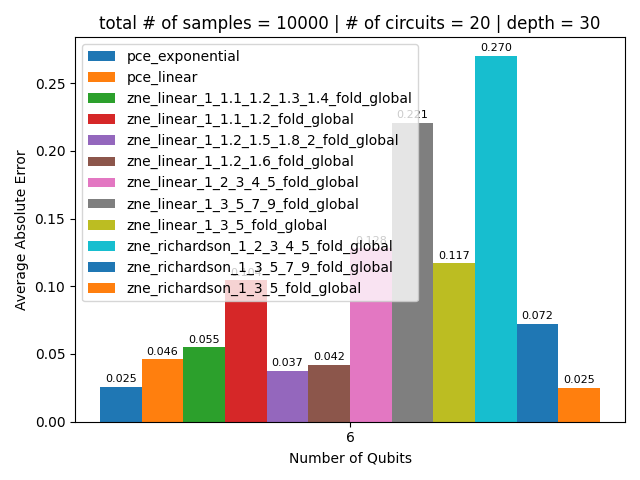 total # of samples = 10000 | # of circuits = 20 | depth = 30
Average Absolute Error
0.25
0.20
0.15
0.10
0.05
0.00
pce_exponential
pce_linear
zne_linear_1_1.1_1.2_1.3_1.4_fold_global
zne_linear_1_1.1_1.2_fold_global
zne_linear_1_1.2_1.5_1.8_2_fold_global
zne_linear_1_1.2_1.6_fold_global
zne_linear_1_2_3_4_5_fold_global
zne_linear_1_3_5_7_9_fold_global
zne_linear_1_3_5_fold_global
zne_richardson_1_2_3_4_5_fold_global
zne_richardson_1_3_5_7_9_fold_global
zne_richardson_1_3_5_fold_global
0.025
0.046
0.055
0.037
0.042
0.128
0.221
0.117
0.270
0.072
0.025
6
Number of Qubits